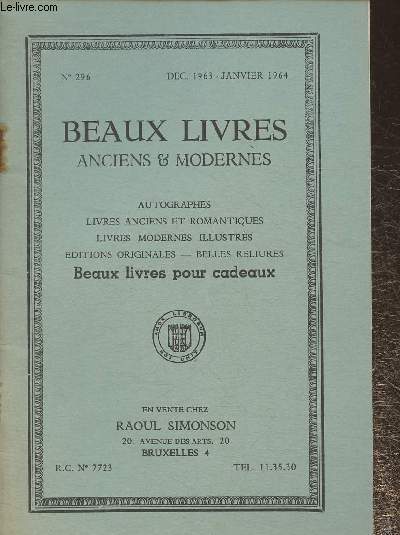 © Le-livre.com
N° 296 DEC. 1963 - JANVIER 1964
BEAUX LIVRES
ANCIENS & MODERNES
AUTOGRAPHES
LIVRES ANCIENS ET ROMANTIQUES
LIVRES MODERNES ILLUSTRES
EDITIONS ORIGINALES — BELLES RELIURES
Beaux livres pour cadeaux
EN VENTE CHEZ
RAOUL SIMONSON
20, AVENUE DES ARTS, 20
BRUXELLES 4
R.C. N° 7723 TEL. 11.35.30